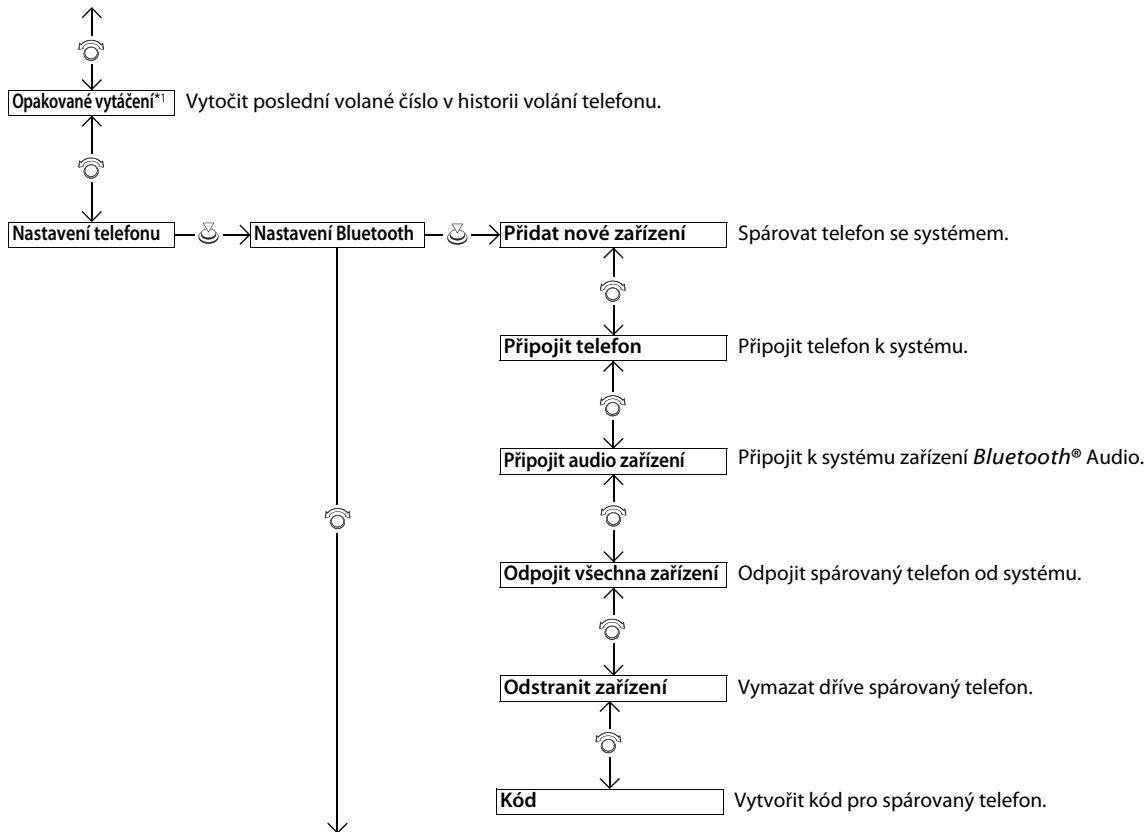 Opakované vytáčení*1 Vytočit poslední volané číslo v historii volání telefonu.
Nastavení telefonu Nastavení Bluetooth Přidat nové zařízení Spárovat telefon se systémem.
Připojit telefon Připojit telefon k systému.
Připojit audio zařízení Připojit k systému zařízení Bluetooth® Audio.
Odpojit všechna zařízení Odpojit spárovaný telefon od systému.
Odstranit zařízení Vymazat dříve spárovaný telefon.
Kód Vytvořit kód pro spárovaný telefon.